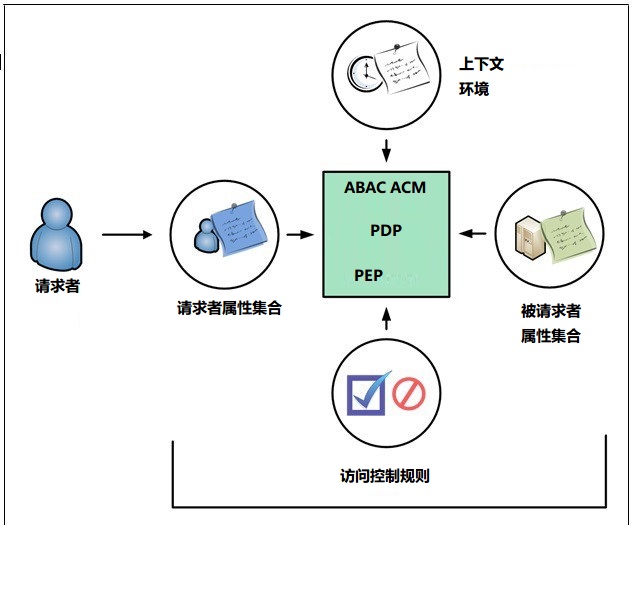 上下文
环境
ABAC ACM
PDP
PEP
请求者
请求者属性集合
被请求者
属性集合
访问控制规则